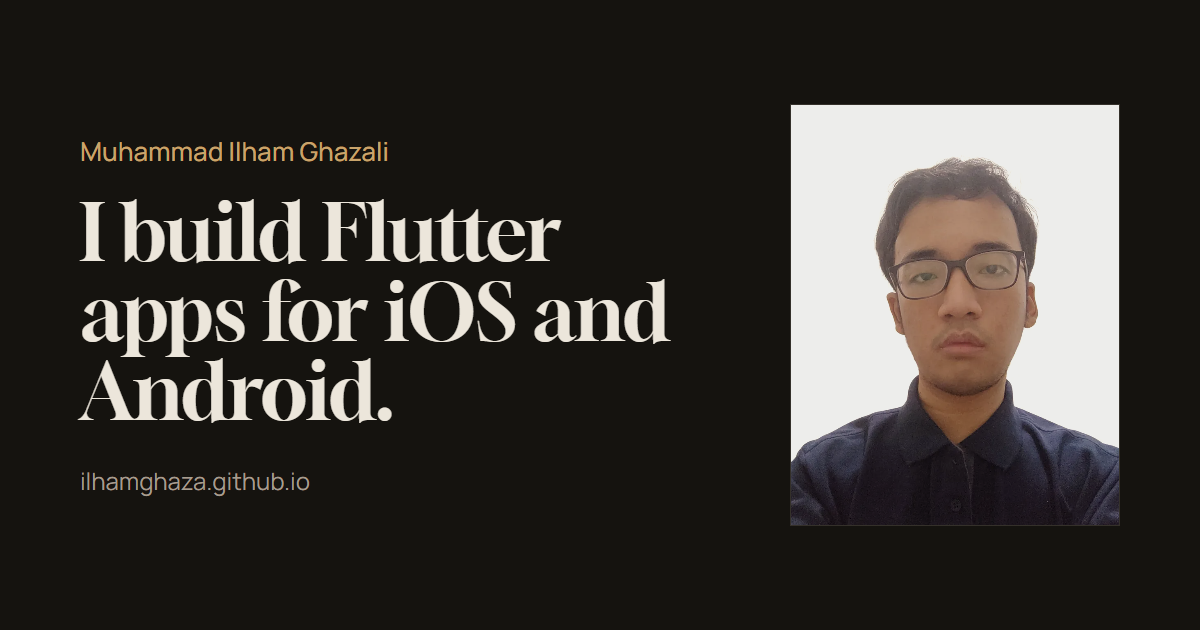 Muhammad Ilham Ghazali
I build Flutter
apps for iOS and
Android.
ilhamghaza.github.io